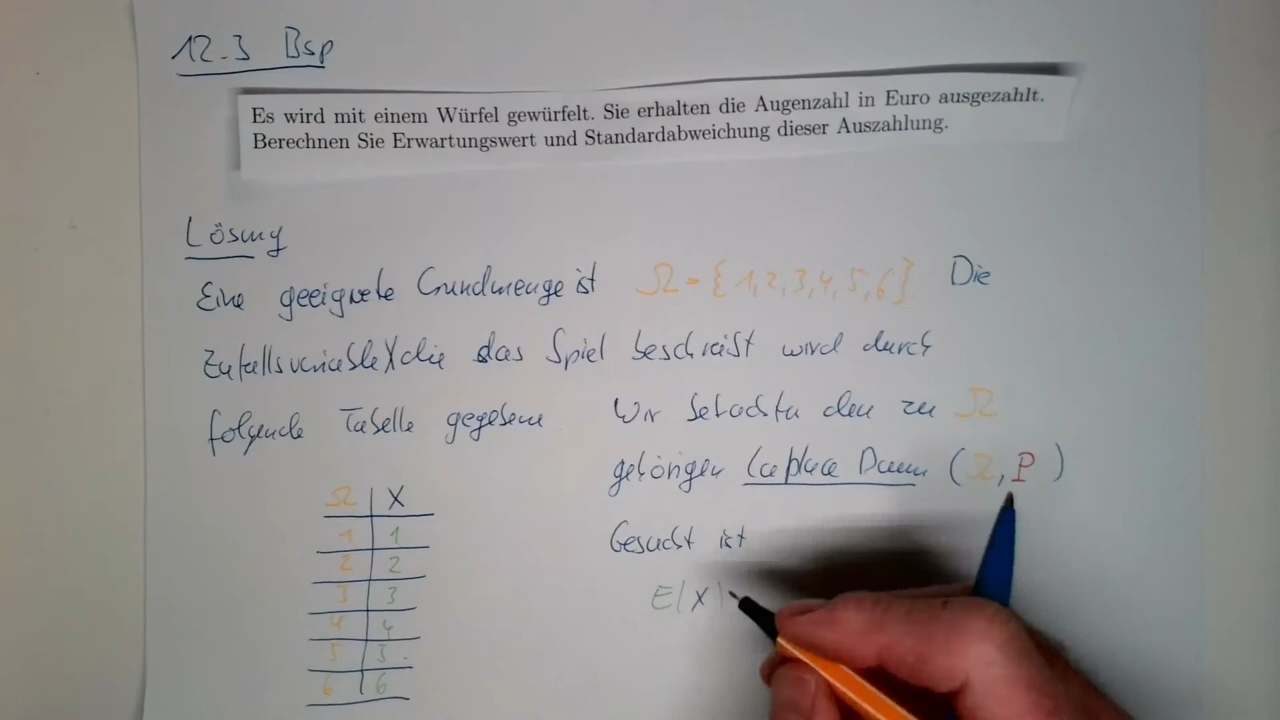 12.3 Bsp
Es wird mit einem Würfel gewürfelt. Sie erhalten die Augenzahl in Euro ausgezahlt.
Berechnen Sie Erwartungswert und Standardabweichung dieser Auszahlung.
Lösung
Eine geeignete Grundmenge ist Ω = {1,2,3,4,5,6}. Die
Zufallsvariable X die das Spiel beschreibt wird durch
folgende Tabelle gegeben
Ω X
1 1
2 2
3 3
4 4
5
6 6
Wir betrachten den zu Ω
gehörigen Laplace Raum (Ω, P)
Gesucht ist
E(X)